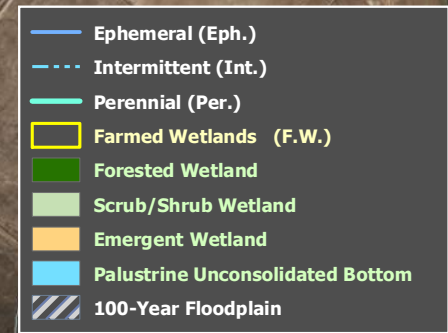 Ephemeral (Eph.)
Intermittent (Int.)
Perennial (Per.)
Farmed Wetlands (F.W.)
Forested Wetland
Scrub/Shrub Wetland
Emergent Wetland
Palustrine Unconsolidated Bottom
100-Year Floodplain